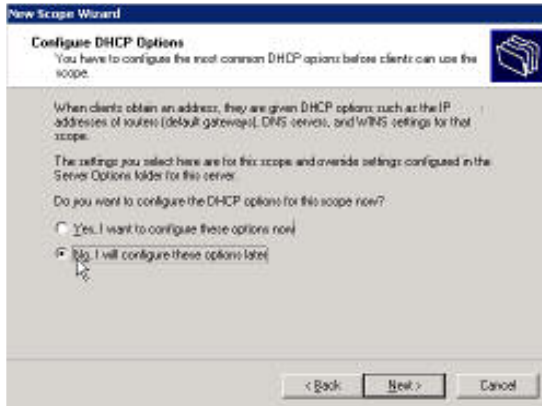 New Scope Wizard
Configure DHCP Options
You have to configure the most common DHCP options before clients can use the
scope.
When clients obtain an address, they are given DHCP options such as the IP
addresses of routers (default gateways), DNS servers, and WINS settings for that
scope.
The settings you select here are for this scope and override settings configured in the
Server Options folder for this server.
Do you want to configure the DHCP options for this scope now?
Yes, I want to configure these options now
No, I will configure these options later
< Back
Next >
Cancel